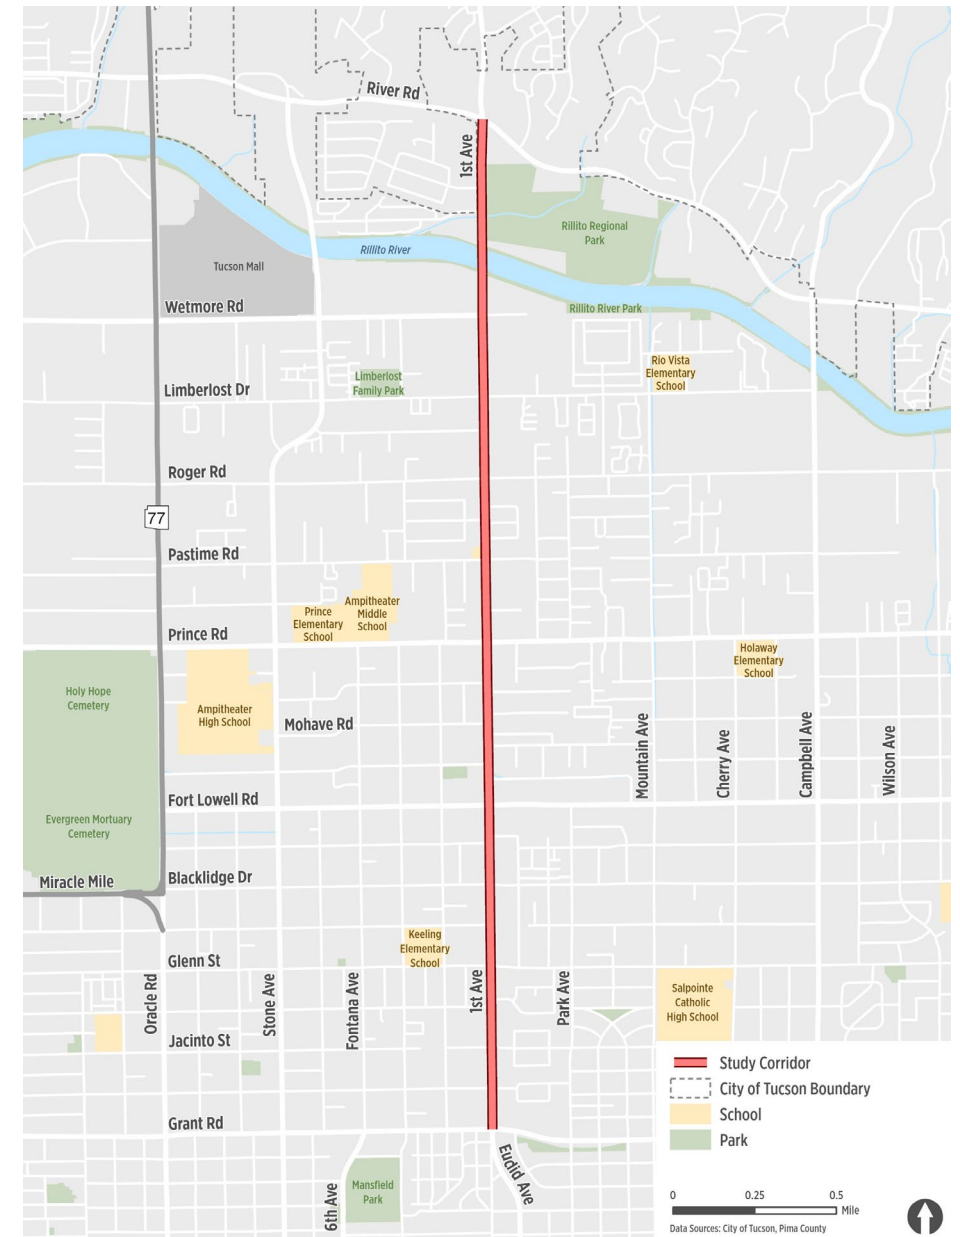 River Rd
1st Ave
Rillito Regional
Park
Rillito River
Tucson Mall
Wetmore Rd
Rillito River Park
Rio Vista
Elementary
School
Limberlost
Family Park
Limberlost Dr
Roger Rd
77
Pastime Rd
Ampitheater
Middle
School
Prince
Elementary
School
Prince Rd
Holaway
Elementary
School
Holy Hope
Cemetery
Ampitheater
High School
Mohave Rd
Mountain Ave
Cherry Ave
Campbell Ave
Wilson Ave
Fort Lowell Rd
Evergreen Mortuary
Cemetery
Miracle Mile
Blacklidge Dr
Keeling
Elementary
School
Glenn St
Oracle Rd
Stone Ave
Fontana Ave
1st Ave
Park Ave
Salpointe
Catholic
High School
Jacinto St
Grant Rd
Euclid Ave
6th Ave
Mansfield
Park
Study Corridor
City of Tucson Boundary
School
Park
0 0.25 0.5
Mile
Data Sources: City of Tucson, Pima County